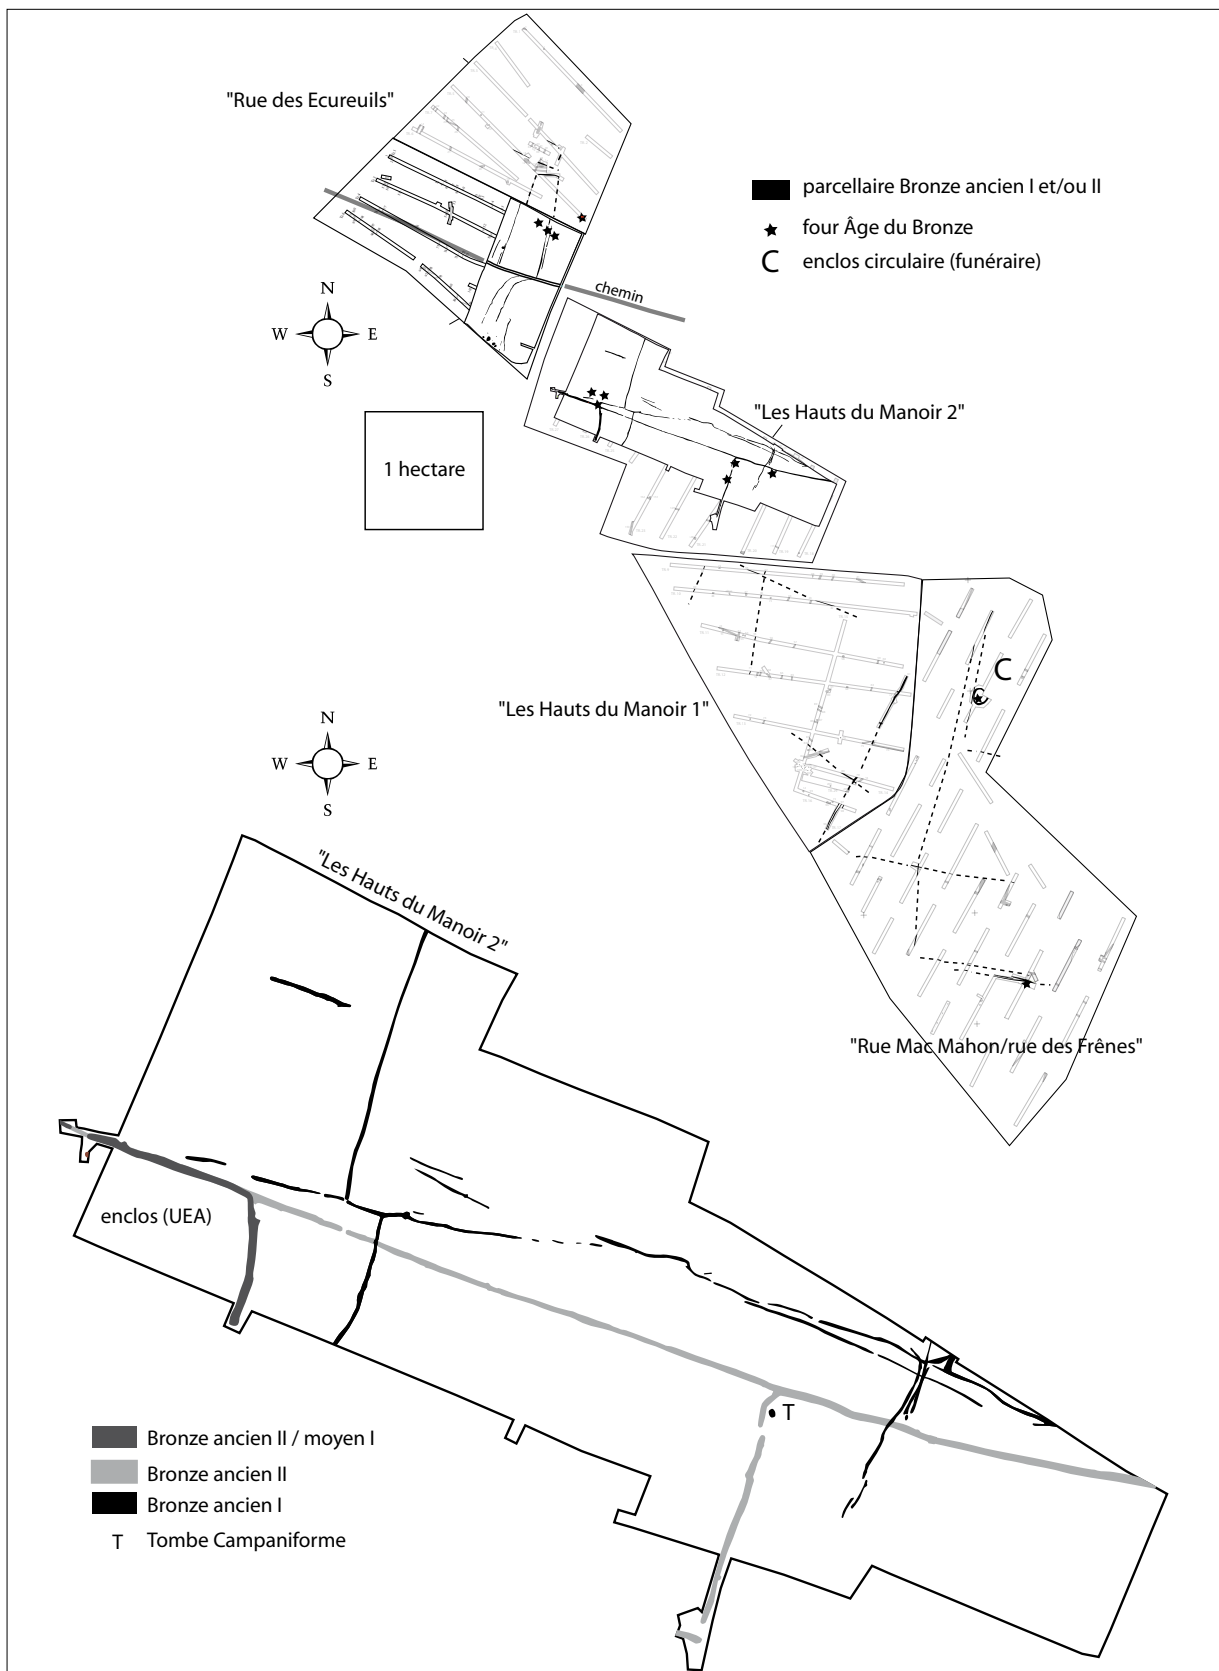 "Rue des Ecureuils"
parcellaire Bronze ancien I et/ou II
four Âge du Bronze
C enclos circulaire (funéraire)
chemin
N
W E
S
"Les Hauts du Manoir 2"
1 hectare
C
C
"Les Hauts du Manoir 1"
N
W E
S
"Les Hauts du Manoir 2"
"Rue Mac Mahon/rue des Frênes"
enclos (UEA)
T
Bronze ancien II / moyen I
Bronze ancien II
Bronze ancien I
T Tombe Campaniforme